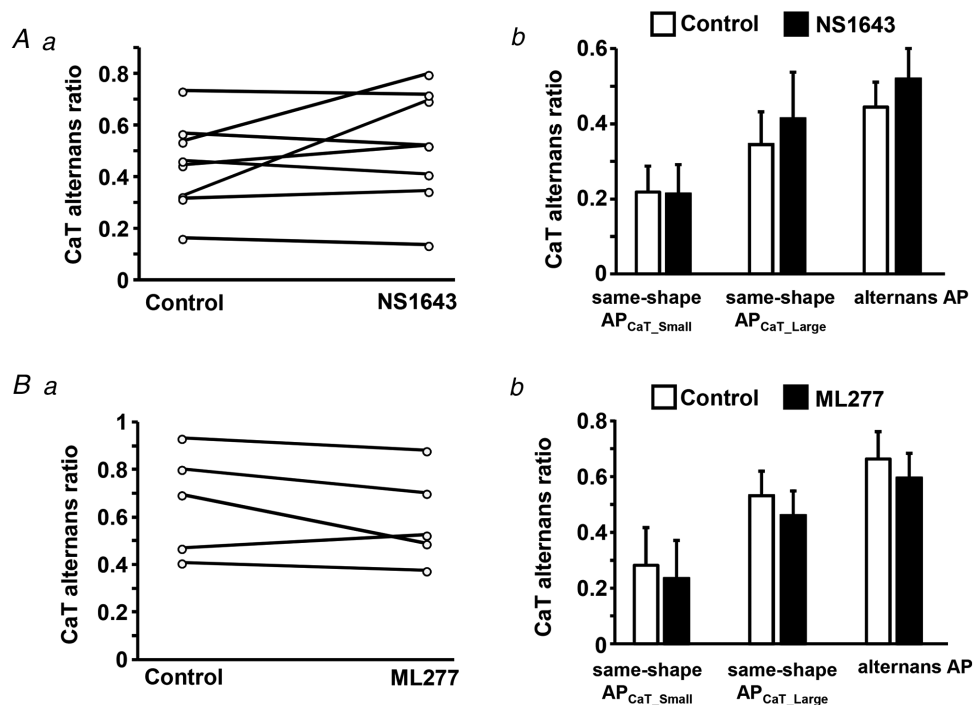 A a
CaT alternans ratio
0.8
0.6
0.4
0.2
0
Control NS1643
b
Control NS1643
CaT alternans ratio
0.6
0.4
0.2
0
same-shape same-shape alternans AP
APCaT_Small APCaT_Large
B a
CaT alternans ratio
1
0.8
0.6
0.4
0.2
0
Control ML277
b
Control ML277
CaT alternans ratio
0.8
0.6
0.4
0.2
0
same-shape same-shape alternans AP
APCaT_Small APCaT_Large